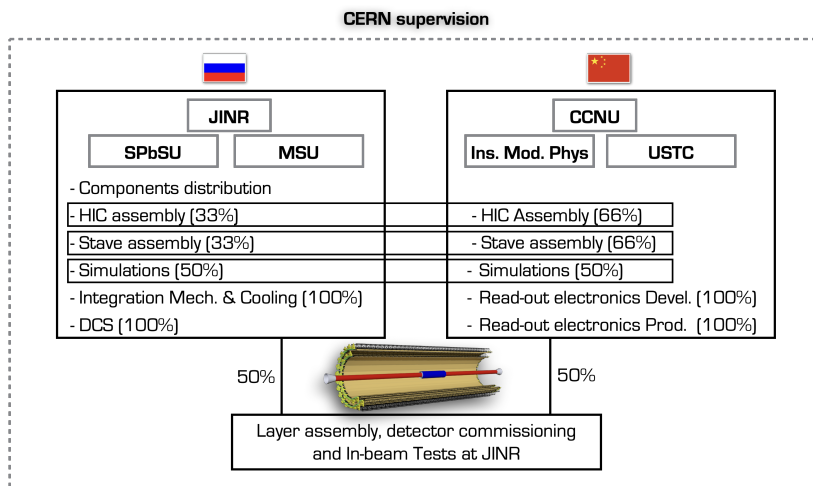 CERN supervision
JINR
SPbSU MSU
- Components distribution
- HIC assembly (33%)
- Stave assembly (33%)
- Simulations (50%)
- Integration Mech. & Cooling (100%)
- DCS (100%)
CCNU
Ins. Mod. Phys USTC
- HIC Assembly (66%)
- Stave assembly (66%)
- Simulations (50%)
- Read-out electronics Devel. (100%)
- Read-out electronics Prod. (100%)
50%
50%
Layer assembly, detector commissioning
and In-beam Tests at JINR